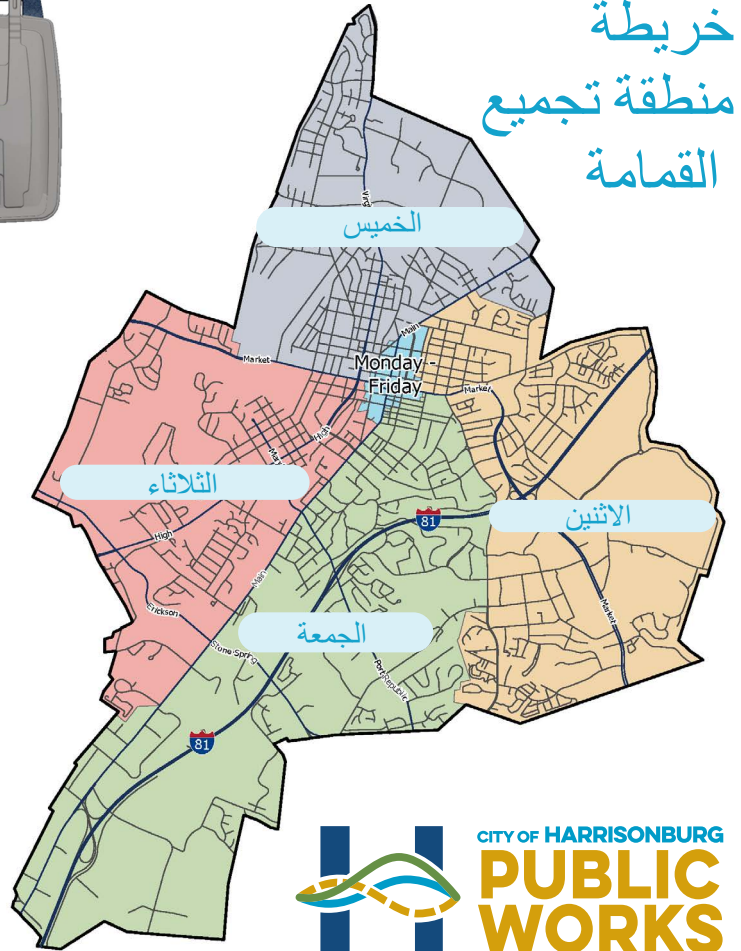 خريطة
منطقة تجميع
القمامة
الخميس
Main
Monday--
Friday
Market
Market
High
الثلاثاء
81
الاثنين
High
Main
Erickson
الجمعة
Market
Stone Spring
Port Republic
81
CITY OF HARRISONBURG
PUBLIC
WORKS